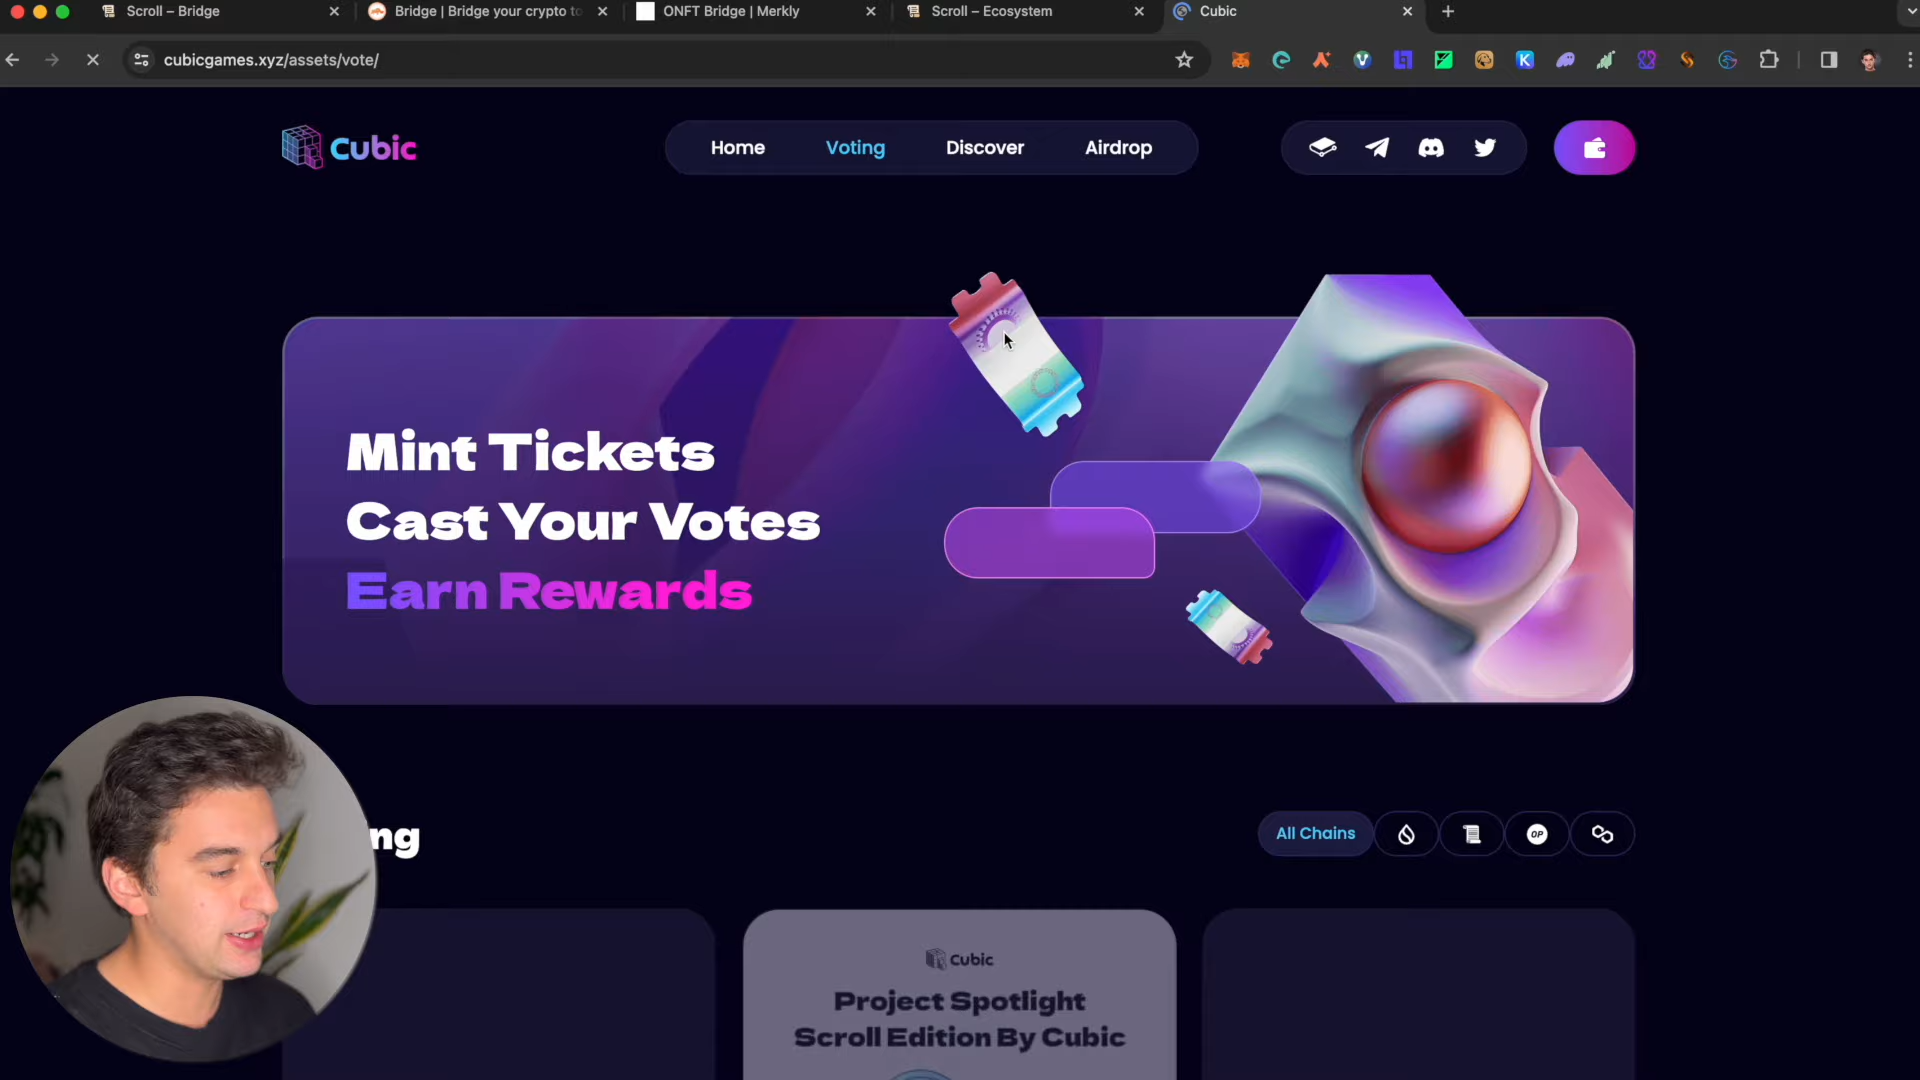 Scroll – Bridge
Bridge | Bridge your crypto to
ONFT Bridge | Merkly
Scroll – Ecosystem
Cubic
cubicgames.xyz/assets/vote/
Cubic
Home
Voting
Discover
Airdrop
Mint Tickets
Cast Your Votes
Earn Rewards
ng
All Chains
OP
Cubic
Project Spotlight
Scroll Edition By Cubic